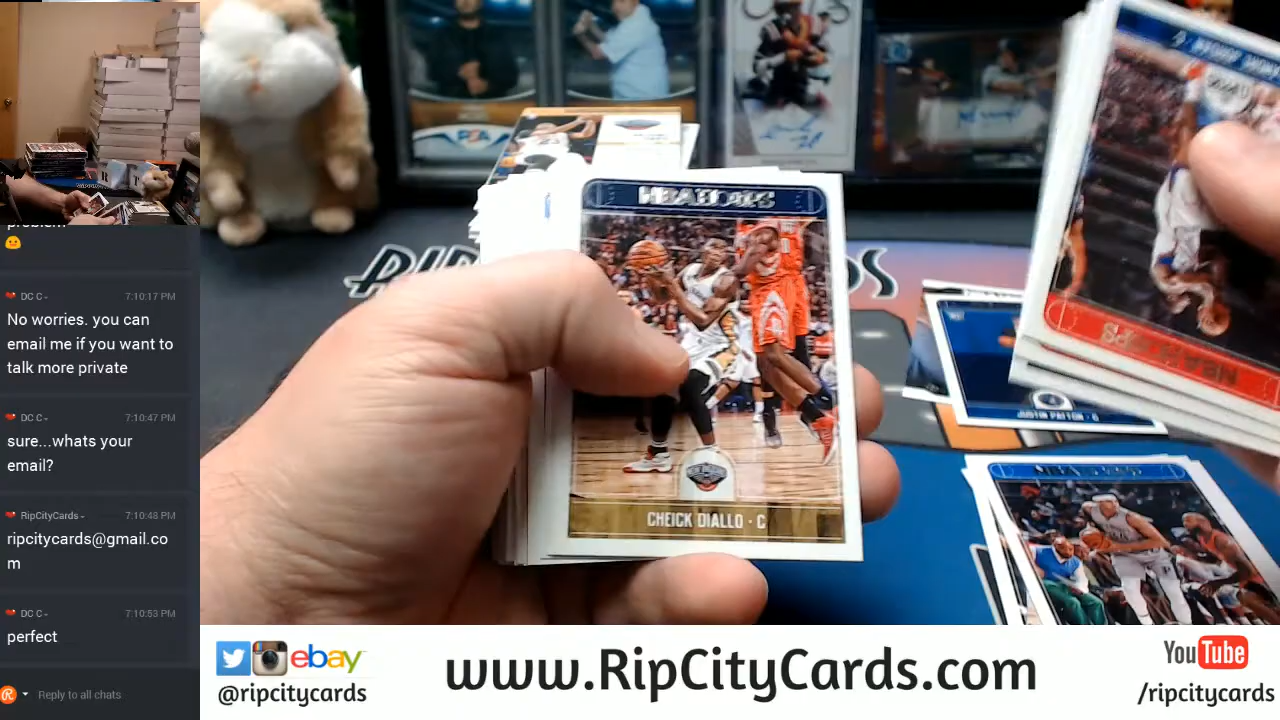 problem
DC C
7:10:17 PM
No worries. you can
email me if you want to
talk more private
DC C
7:10:47 PM
sure...whats your
email?
RipCityCards
7:10:48 PM
ripcitycards@gmail.co
m
DC C
7:10:53 PM
perfect
Reply to all chats
NBA HOOPS
CHEICK DIALLO · C
JUSTIN PATTON · C
ebay
@ripcitycards
www.RipCityCards.com
YouTube
/ripcitycards